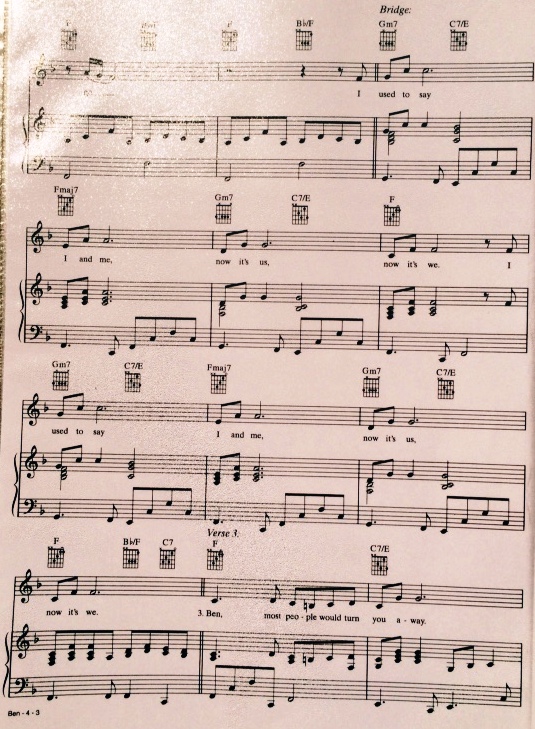 Bridge:
F F B♭/F Gm7 C7/E
I used to say
Fmaj7 Gm7 C7/E F
I and me, now it's us, now it's we. I
Gm7 C7/E Fmaj7 Gm7 C7/E
used to say I and me, now it's us,
Verse 3.
F B♭/F C7 F C7/E
now it's we. 3. Ben, most peo - ple would turn you a - way.
Ben - 4 - 3